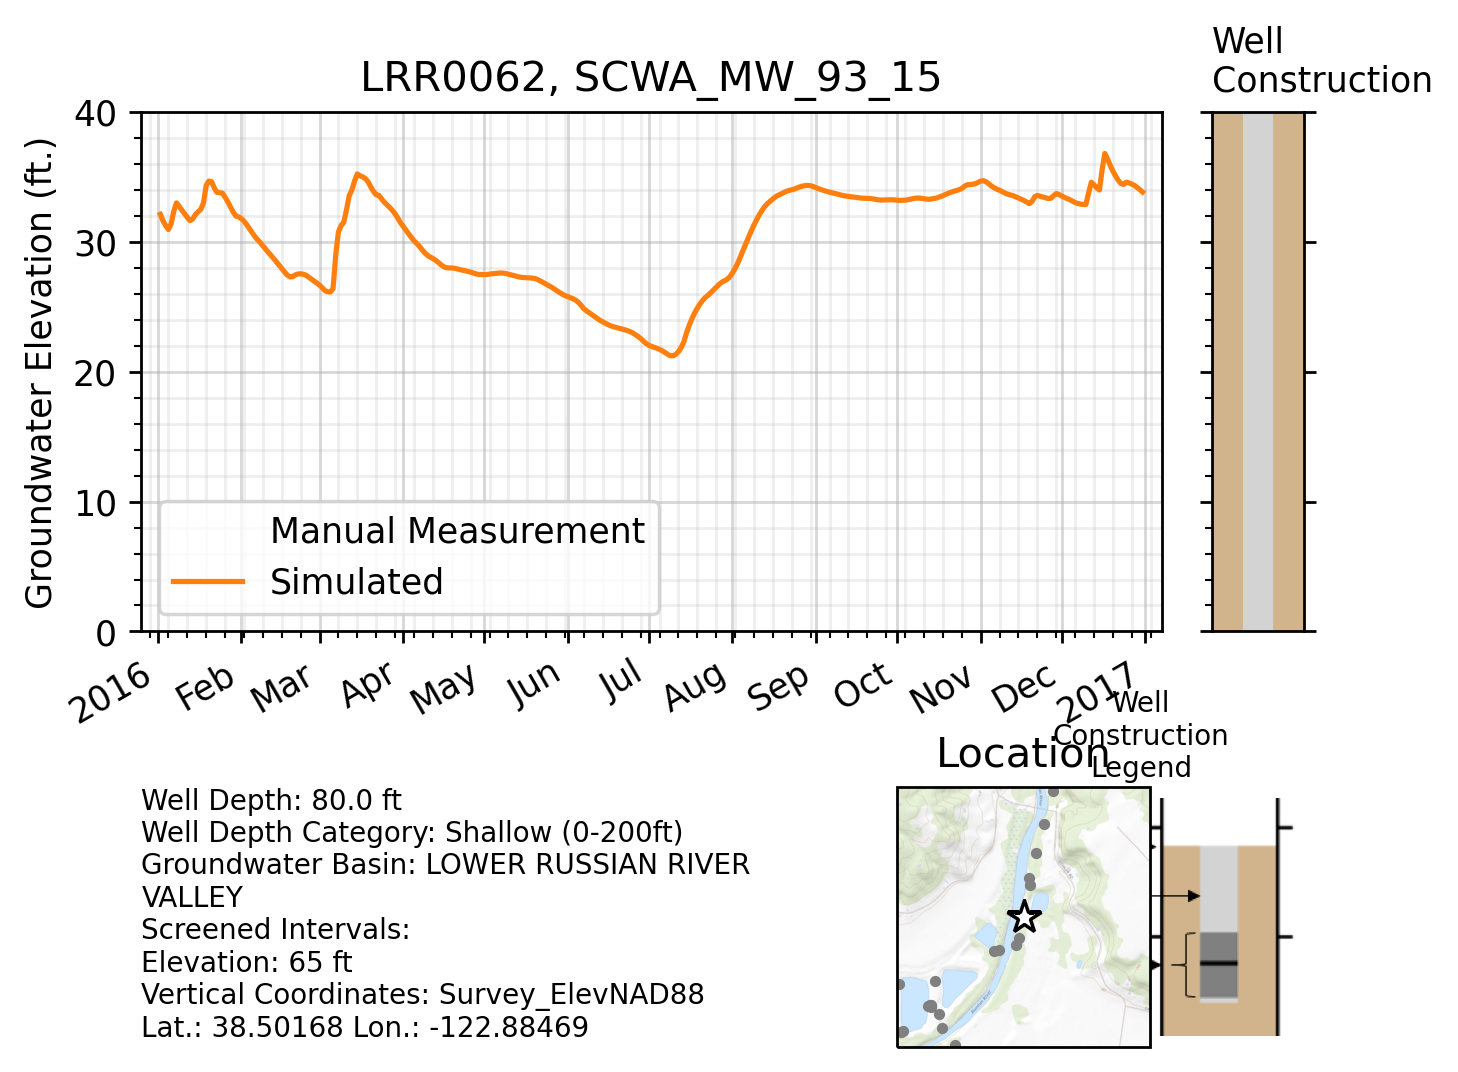 Well
Construction
LRR0062, SCWA_MW_93_15
Groundwater Elevation (ft.)
40
30
20
10
0
Manual Measurement
Simulated
2016 Feb Mar Apr May Jun Jul Aug Sep Oct Nov Dec 2017
Well
Construction
Legend
Location
Well Depth: 80.0 ft
Well Depth Category: Shallow (0-200ft)
Groundwater Basin: LOWER RUSSIAN RIVER
VALLEY
Screened Intervals:
Elevation: 65 ft
Vertical Coordinates: Survey_ElevNAD88
Lat.: 38.50168 Lon.: -122.88469